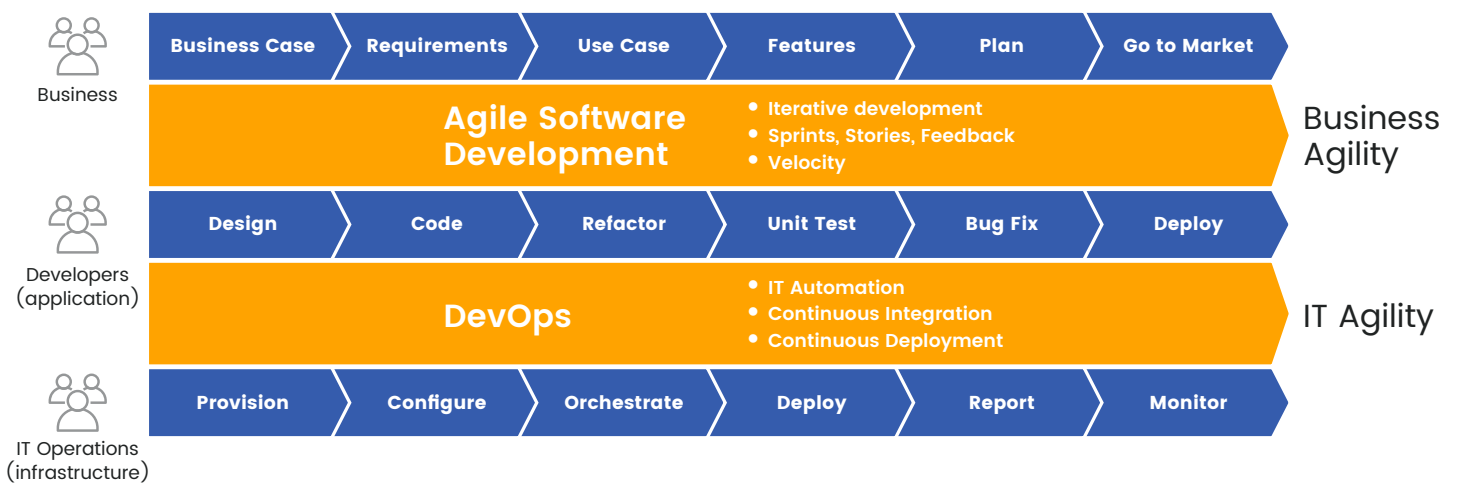 Business
Business Case
Requirements
Use Case
Features
Plan
Go to Market
Agile Software
Development
• Iterative development
• Sprints, Stories, Feedback
• Velocity
Business
Agility
Developers
(application)
Design
Code
Refactor
Unit Test
Bug Fix
Deploy
DevOps
• IT Automation
• Continuous Integration
• Continuous Deployment
IT Agility
IT Operations
(infrastructure)
Provision
Configure
Orchestrate
Deploy
Report
Monitor